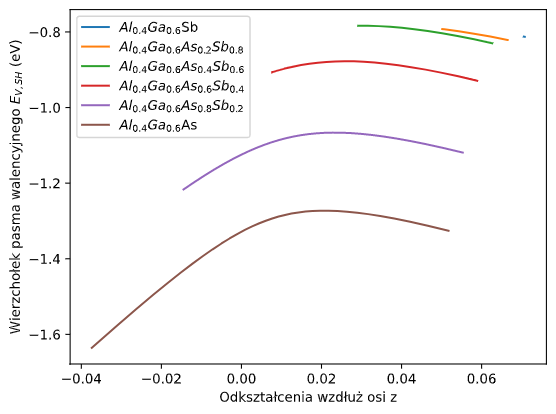 −0.8
−1.0
−1.2
−1.4
−1.6
Wierzchołek pasma walencyjnego E_{V,SH} (eV)
Al₀.₄Ga₀.₆Sb
Al₀.₄Ga₀.₆As₀.₂Sb₀.₈
Al₀.₄Ga₀.₆As₀.₄Sb₀.₆
Al₀.₄Ga₀.₆As₀.₆Sb₀.₄
Al₀.₄Ga₀.₆As₀.₈Sb₀.₂
Al₀.₄Ga₀.₆As
−0.04 −0.02 0.00 0.02 0.04 0.06
Odkształcenia wzdłuż osi z